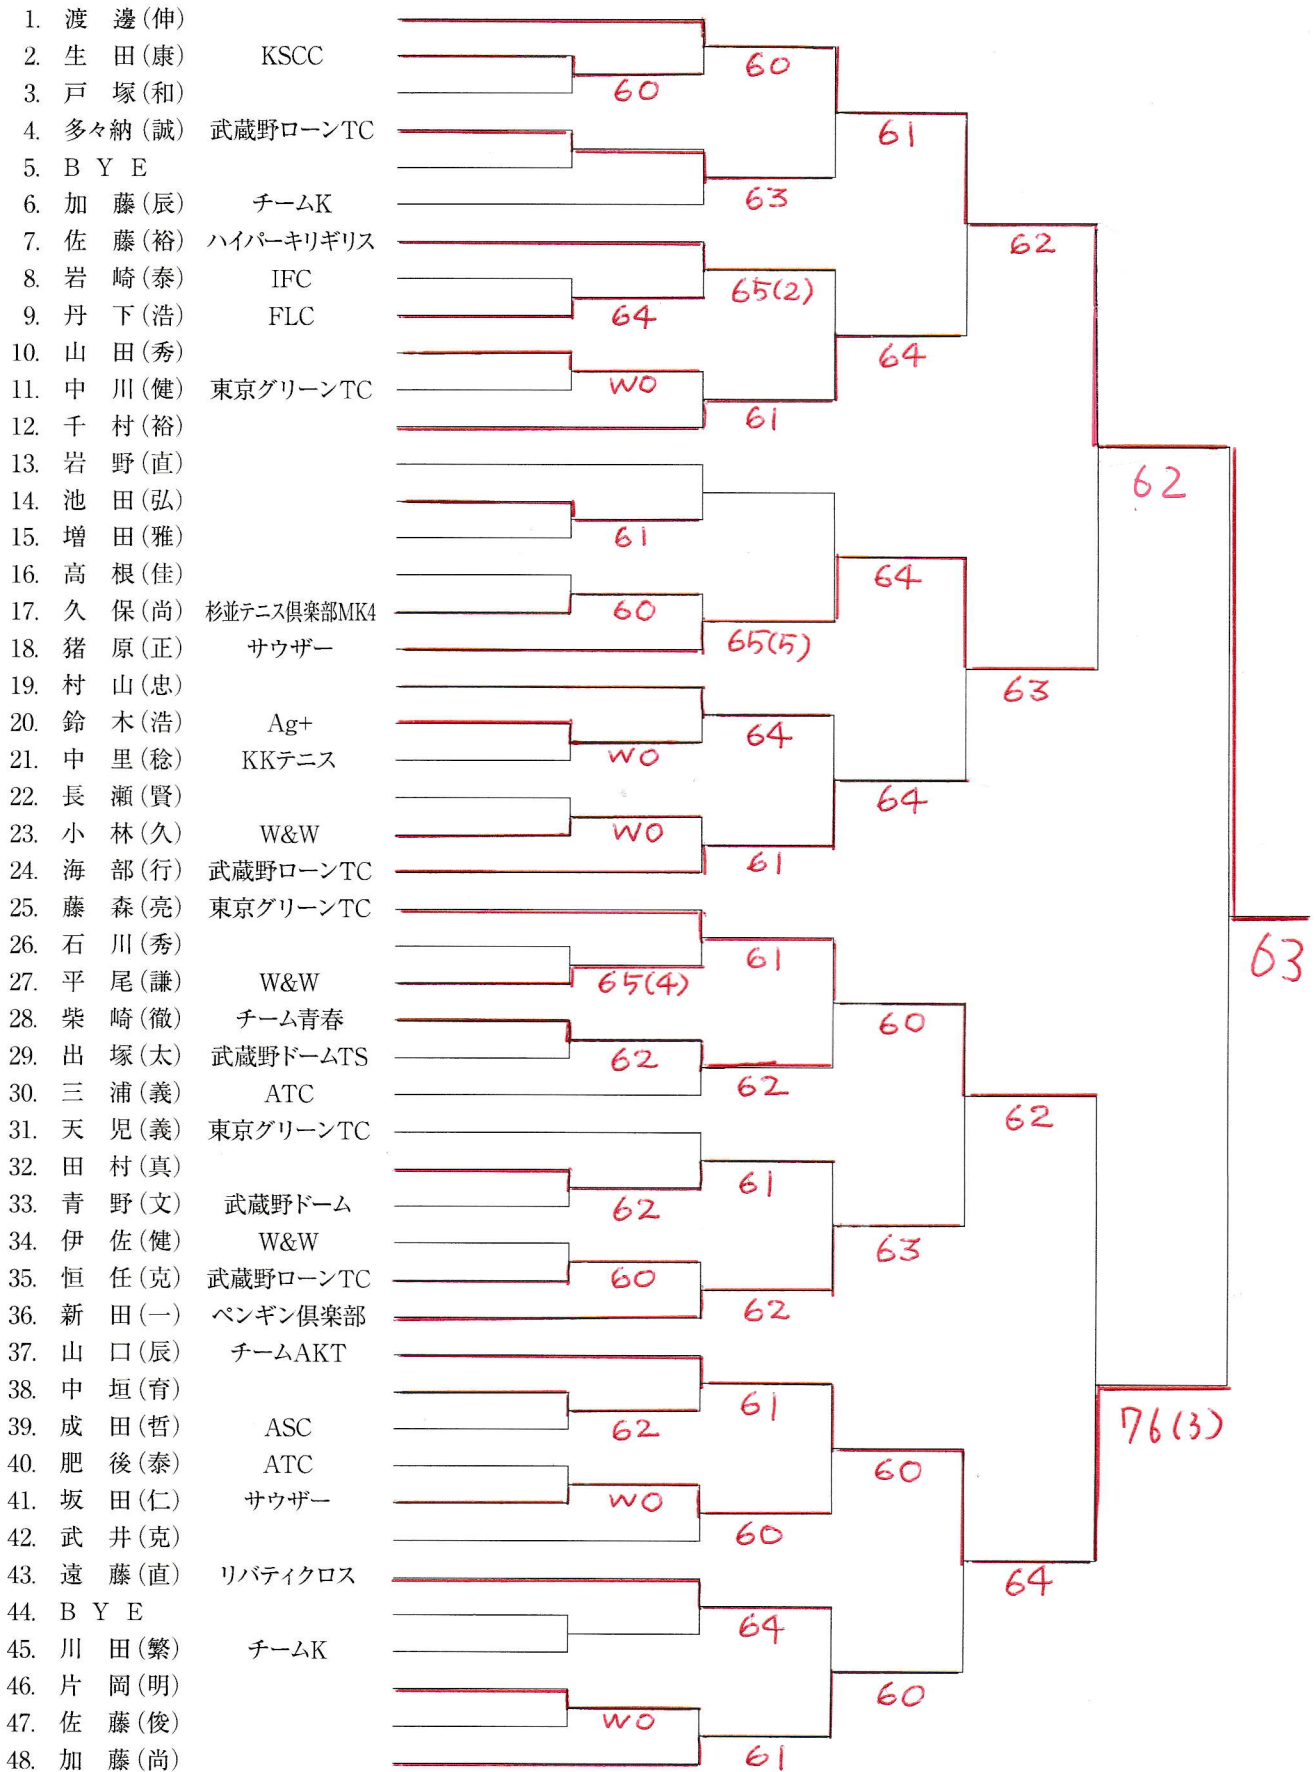 1. 渡 邊(伸)
2. 生 田(康) KSCC
3. 戸 塚(和)
4. 多々納(誠) 武蔵野ローンTC
5. B Y E
6. 加 藤(辰) チームK
7. 佐 藤(裕) ハイパーキリギリス
8. 岩 崎(泰) IFC
9. 丹 下(浩) FLC
10. 山 田(秀)
11. 中 川(健) 東京グリーンTC
12. 千 村(裕)
13. 岩 野(直)
14. 池 田(弘)
15. 増 田(雅)
16. 高 根(佳)
17. 久 保(尚) 杉並テニス倶楽部MK4
18. 猪 原(正) サウザー
19. 村 山(忠)
20. 鈴 木(浩) Ag+
21. 中 里(稔) KKテニス
22. 長 瀬(賢)
23. 小 林(久) W&W
24. 海 部(行) 武蔵野ローンTC
25. 藤 森(亮) 東京グリーンTC
26. 石 川(秀)
27. 平 尾(謙) W&W
28. 柴 崎(徹) チーム青春
29. 出 塚(太) 武蔵野ドームTS
30. 三 浦(義) ATC
31. 天 児(義) 東京グリーンTC
32. 田 村(真)
33. 青 野(文) 武蔵野ドーム
34. 伊 佐(健) W&W
35. 恒 任(克) 武蔵野ローンTC
36. 新 田(一) ペンギン倶楽部
37. 山 口(辰) チームAKT
38. 中 垣(育)
39. 成 田(哲) ASC
40. 肥 後(泰) ATC
41. 坂 田(仁) サウザー
42. 武 井(克)
43. 遠 藤(直) リバティクロス
44. B Y E
45. 川 田(繁) チームK
46. 片 岡(明)
47. 佐 藤(俊)
48. 加 藤(尚)
60
64
WO
61
60
WO
WO
65(4)
62
62
60
62
WO
WO
60
63
65(2)
61
65(5)
64
61
61
62
61
62
61
60
64
61
61
64
64
64
60
63
60
60
62
63
62
64
62
76(3)
63